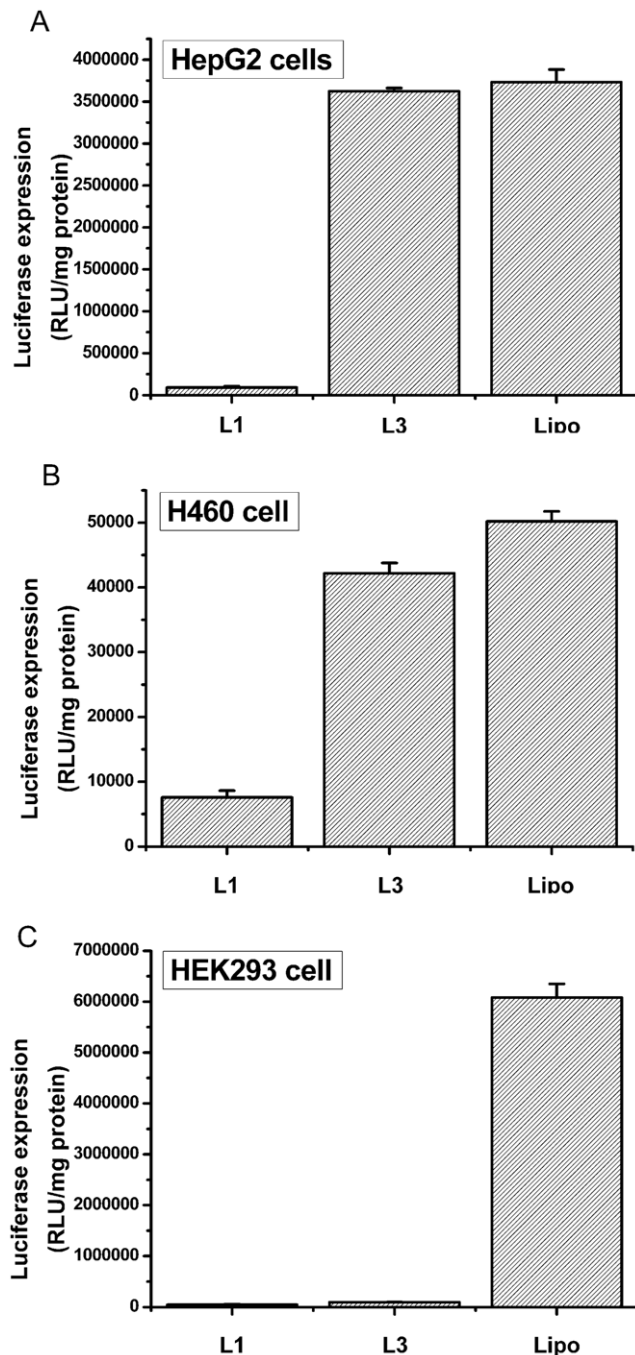 A
HepG2 cells
Luciferase expression
(RLU/mg protein)
4000000
3500000
3000000
2500000
2000000
1500000
1000000
500000
0
L1 L3 Lipo
B
H460 cell
Luciferase expression
(RLU/mg protein)
50000
40000
30000
20000
10000
0
L1 L3 Lipo
C
HEK293 cell
Luciferase expression
(RLU/mg protein)
7000000
6000000
5000000
4000000
3000000
2000000
1000000
0
L1 L3 Lipo